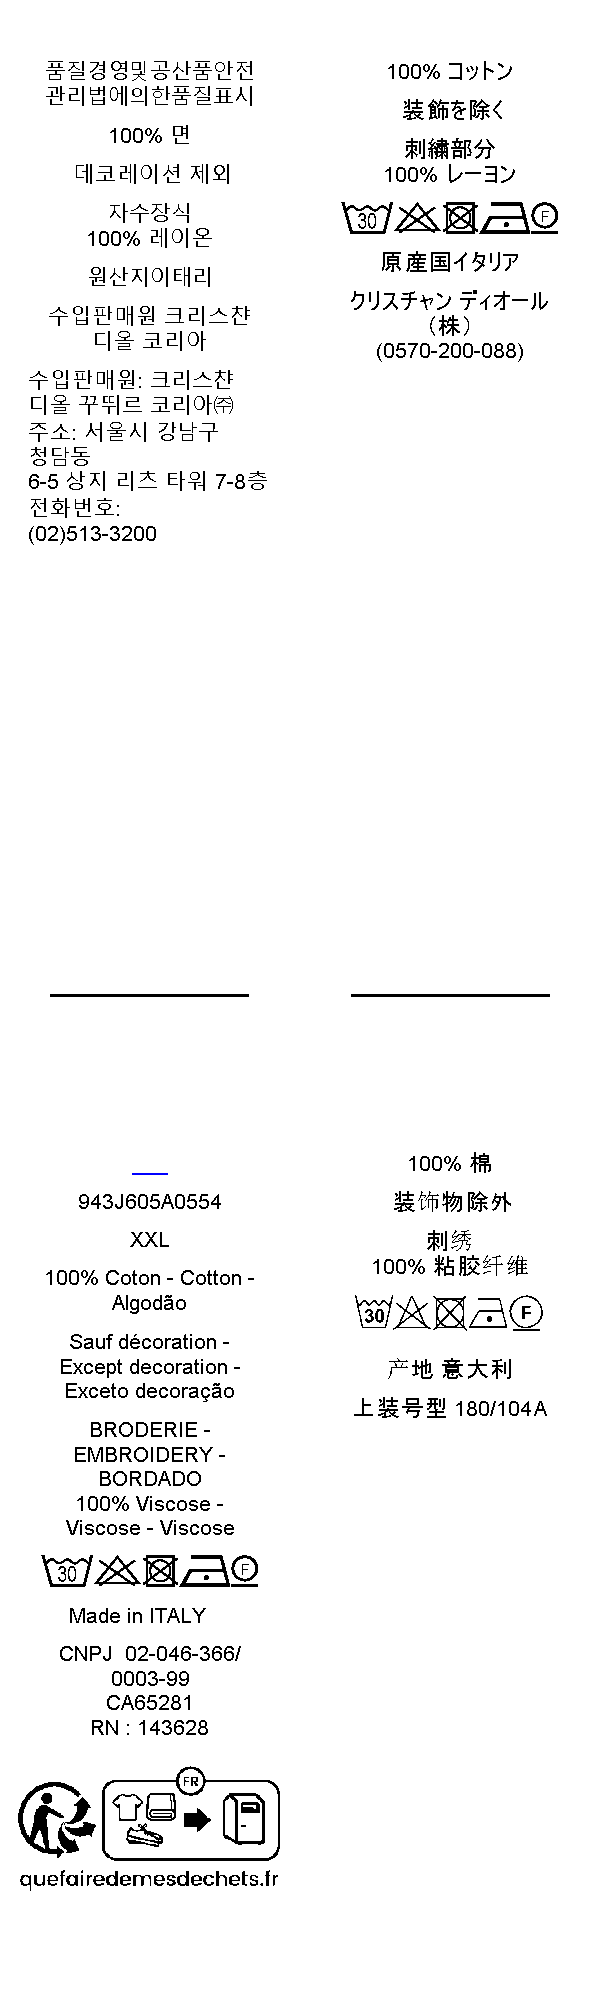 품질경영및공산품안전
관리법에의한품질표시
100% 면
데코레이션 제외
자수장식
100% 레이온
원산지이태리
수입판매원 크리스챤
디올 코리아
수입판매원: 크리스챤
디올 꾸뛰르 코리아㈜
주소: 서울시 강남구
청담동
6-5 상지 리츠 타워 7-8층
전화번호:
(02)513-3200
100% コットン
装飾を除く
刺繍部分
100% レーヨン
30
F
原産国イタリア
クリスチャン ディオール
（株）
(0570-200-088)
943J605A0554
XXL
100% Coton - Cotton -
Algodão
Sauf décoration -
Except decoration -
Exceto decoração
BRODERIE -
EMBROIDERY -
BORDADO
100% Viscose -
Viscose - Viscose
30
F
Made in ITALY
CNPJ 02-046-366/
0003-99
CA65281
RN : 143628
FR
quefairedemesdechets.fr
100% 棉
装饰物除外
刺绣
100% 粘胶纤维
30
F
产地 意大利
上装号型 180/104A